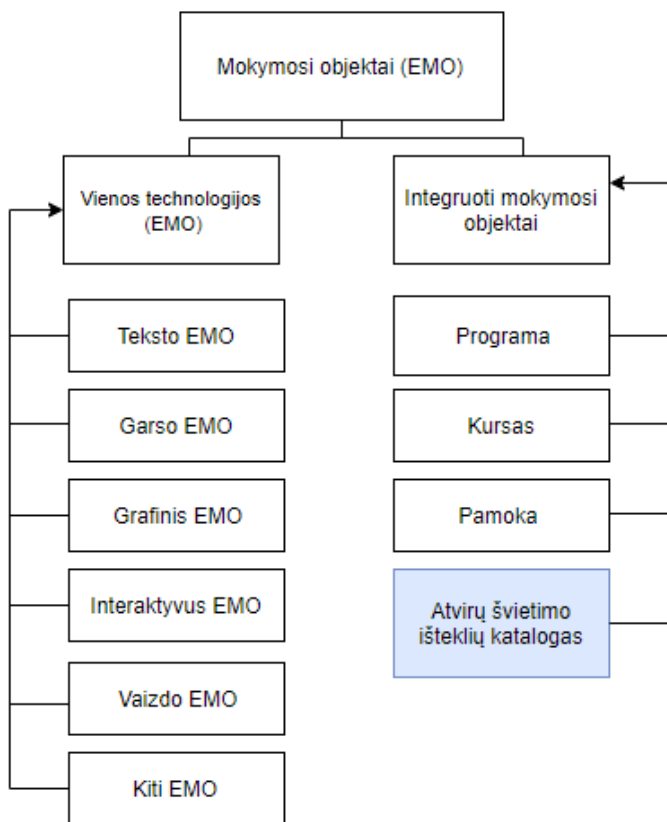 Mokymosi objektai (EMO)
Vienos technologijos
(EMO)
Teksto EMO
Garso EMO
Grafinis EMO
Interaktyvus EMO
Vaizdo EMO
Kiti EMO
Integruoti mokymosi
objektai
Programa
Kursas
Pamoka
Atvirų švietimo
išteklių katalogas